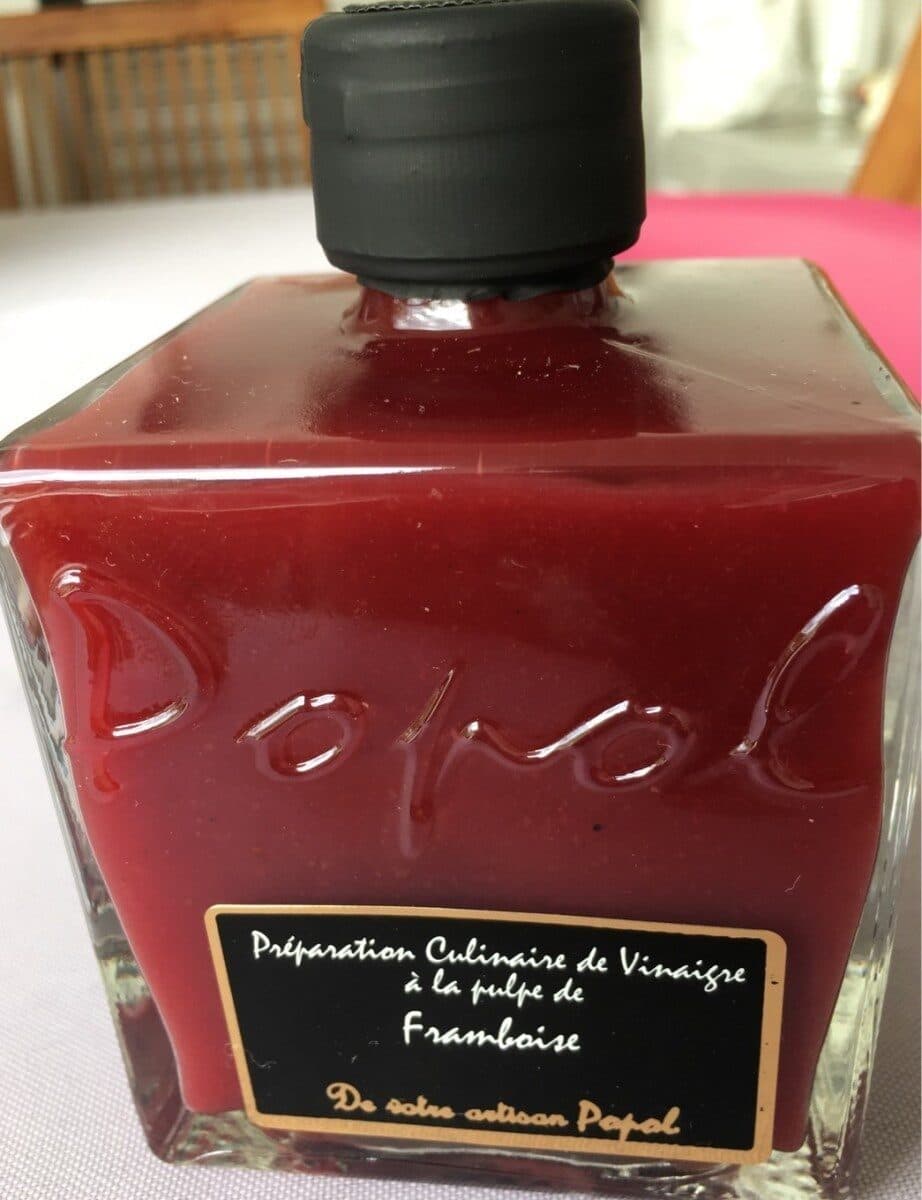 Popol
Préparation Culinaire de Vinaigre
à la pulpe de
Framboise
De votre artisan Popol